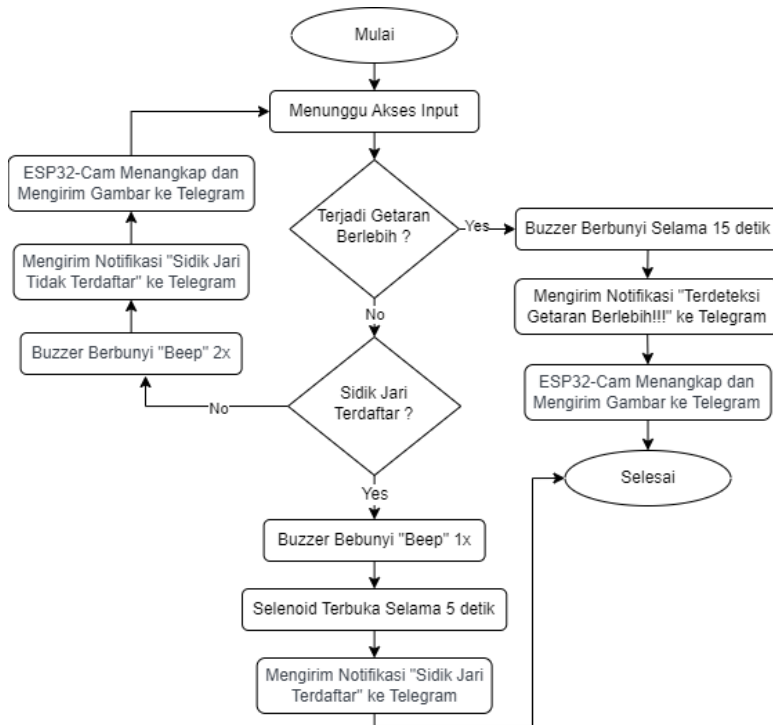 Mulai
Menunggu Akses Input
Terjadi Getaran
Berlebih ?
Yes
Buzzer Berbunyi Selama 15 detik
Mengirim Notifikasi "Terdeteksi
Getaran Berlebih!!!" ke Telegram
ESP32-Cam Menangkap dan
Mengirim Gambar ke Telegram
Selesai
No
Sidik Jari
Terdaftar ?
No
Buzzer Berbunyi "Beep" 2x
Mengirim Notifikasi "Sidik Jari
Tidak Terdaftar" ke Telegram
ESP32-Cam Menangkap dan
Mengirim Gambar ke Telegram
Yes
Buzzer Bebunyi "Beep" 1x
Selenoid Terbuka Selama 5 detik
Mengirim Notifikasi "Sidik Jari
Terdaftar" ke Telegram